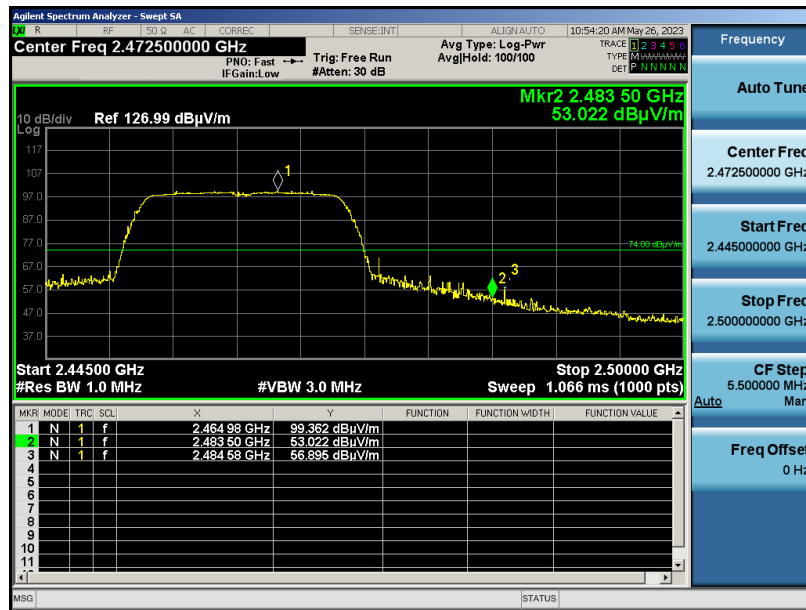 Agilent Spectrum Analyzer - Swept SA
LXI R RF 50 Ω AC CORREC SENSE:INT ALIGN AUTO 10:54:20 AM May 26, 2023
Center Freq 2.472500000 GHz
PNO: Fast
IFGain:Low
Trig: Free Run
#Atten: 30 dB
Avg Type: Log-Pwr
Avg|Hold: 100/100
TRACE 1 2 3 4 5 6
TYPE M WWWWW
DET P N N N N N
Mkr2 2.483 50 GHz
53.022 dBµV/m
10 dB/div Ref 126.99 dBµV/m
Log
117
107
97.0
87.0
77.0
67.0
57.0
47.0
37.0
1
2
3
74.00 dBµV/m
Start 2.44500 GHz Stop 2.50000 GHz
#Res BW 1.0 MHz #VBW 3.0 MHz Sweep 1.066 ms (1000 pts)
MKR MODE TRC SCL X Y FUNCTION FUNCTION WIDTH FUNCTION VALUE
1 N 1 f 2.464 98 GHz 99.362 dBµV/m
2 N 1 f 2.483 50 GHz 53.022 dBµV/m
3 N 1 f 2.484 58 GHz 56.895 dBµV/m
4
5
6
7
8
9
10
11
MSG STATUS
Frequency
Auto Tune
Center Freq
2.472500000 GHz
Start Freq
2.445000000 GHz
Stop Freq
2.500000000 GHz
CF Step
5.500000 MHz
Auto Man
Freq Offset
0 Hz